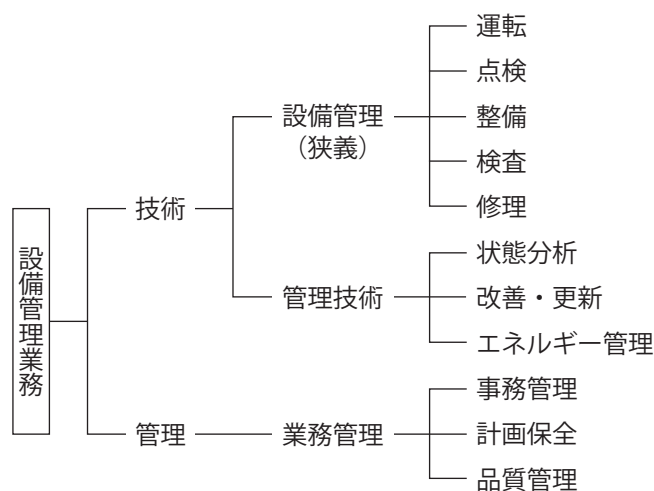 設備管理業務
技術
管理
設備管理
（狭義）
管理技術
業務管理
運転
点検
整備
検査
修理
状態分析
改善・更新
エネルギー管理
事務管理
計画保全
品質管理